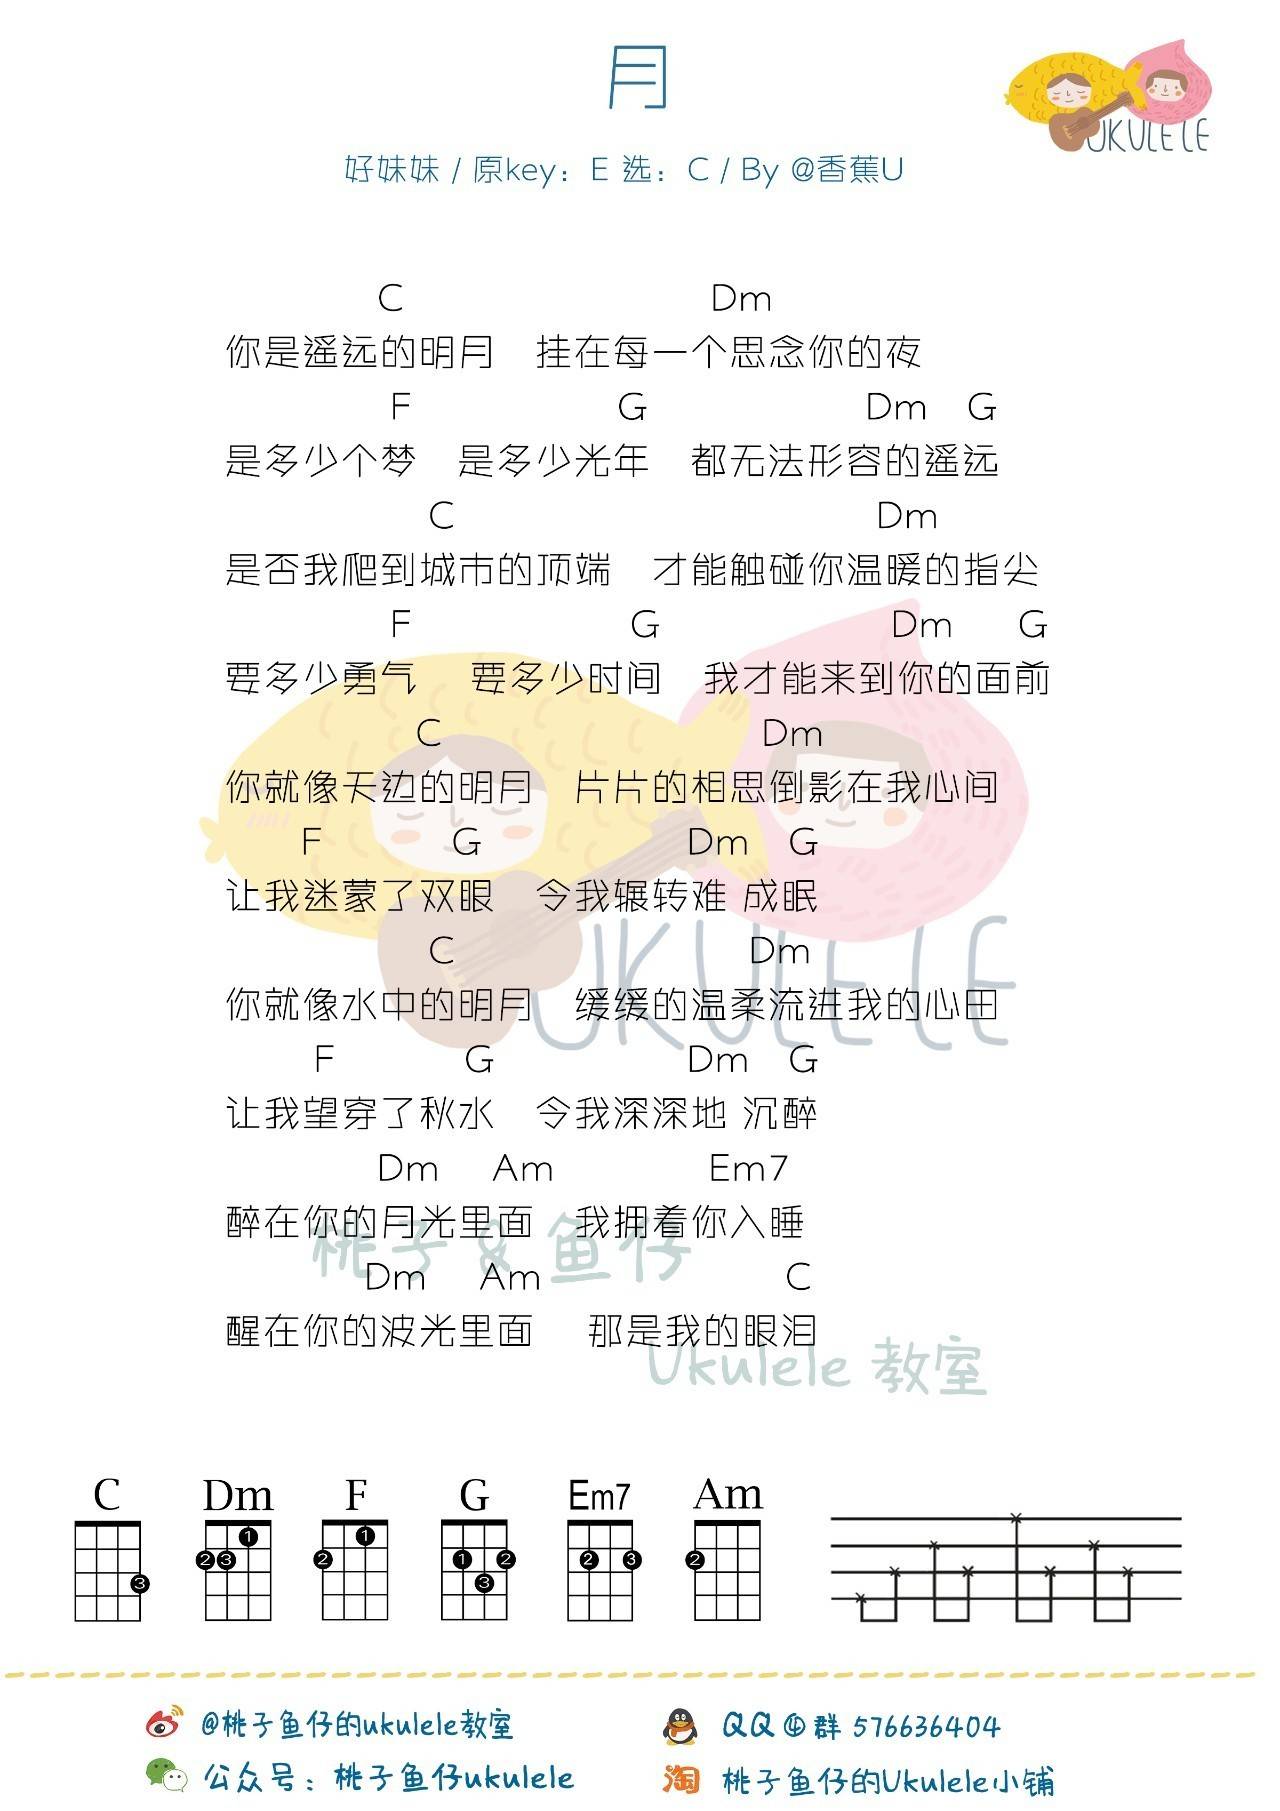 月
UKULELE
好妹妹 / 原key：E 选：C / By @香蕉U
C Dm
你是遥远的明月 挂在每一个思念你的夜
F G Dm G
是多少个梦 是多少光年 都无法形容的遥远
C Dm
是否我爬到城市的顶端 才能触碰你温暖的指尖
F G Dm G
要多少勇气 要多少时间 我才能来到你的面前
C Dm
你就像天边的明月 片片的相思倒影在我心间
F G Dm G
让我迷蒙了双眼 令我辗转难 成眠
C Dm
你就像水中的明月 缓缓的温柔流进我的心田
UKULELE
F G Dm G
让我望穿了秋水 令我深深地 沉醉
Dm Am Em7
醉在你的月光里面 我拥着你入睡
桃子&鱼仔
Dm Am C
醒在你的波光里面 那是我的眼泪
Ukulele 教室
C Dm F G Em7 Am
3 1 2 3 1 2 1 2 3 2 3 2
@桃子鱼仔的ukulele教室 QQ④群 576636404
公众号：桃子鱼仔ukulele 淘 桃子鱼仔的Ukulele小铺